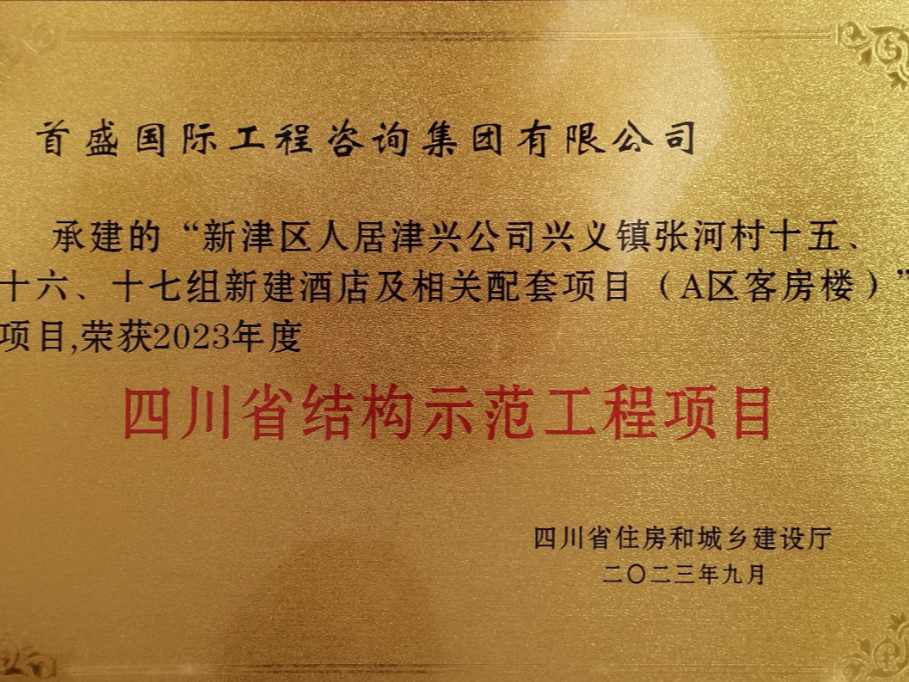 首盛国际工程咨询集团有限公司
承建的“新津区人居津兴公司兴义镇张河村十五、
十六、十七组新建酒店及相关配套项目（A区客房楼）”
项目,荣获2023年度
四川省结构示范工程项目
四川省住房和城乡建设厅
二〇二三年九月